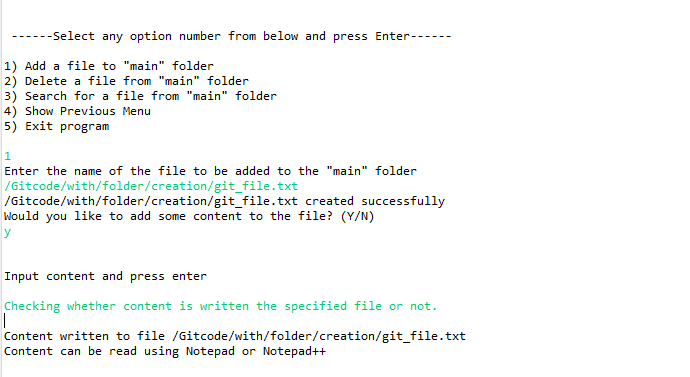 ------Select any option number from below and press Enter------
1) Add a file to "main" folder
2) Delete a file from "main" folder
3) Search for a file from "main" folder
4) Show Previous Menu
5) Exit program
1
Enter the name of the file to be added to the "main" folder
/Gitcode/with/folder/creation/git_file.txt
/Gitcode/with/folder/creation/git_file.txt created successfully
Would you like to add some content to the file? (Y/N)
y
Input content and press enter
Checking whether content is written the specified file or not.
Content written to file /Gitcode/with/folder/creation/git_file.txt
Content can be read using Notepad or Notepad++